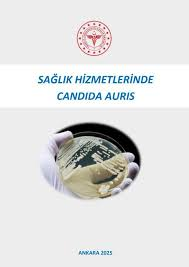 SAĞLIK HİZMETLERİNDE
CANDIDA AURIS
ANKARA 2025